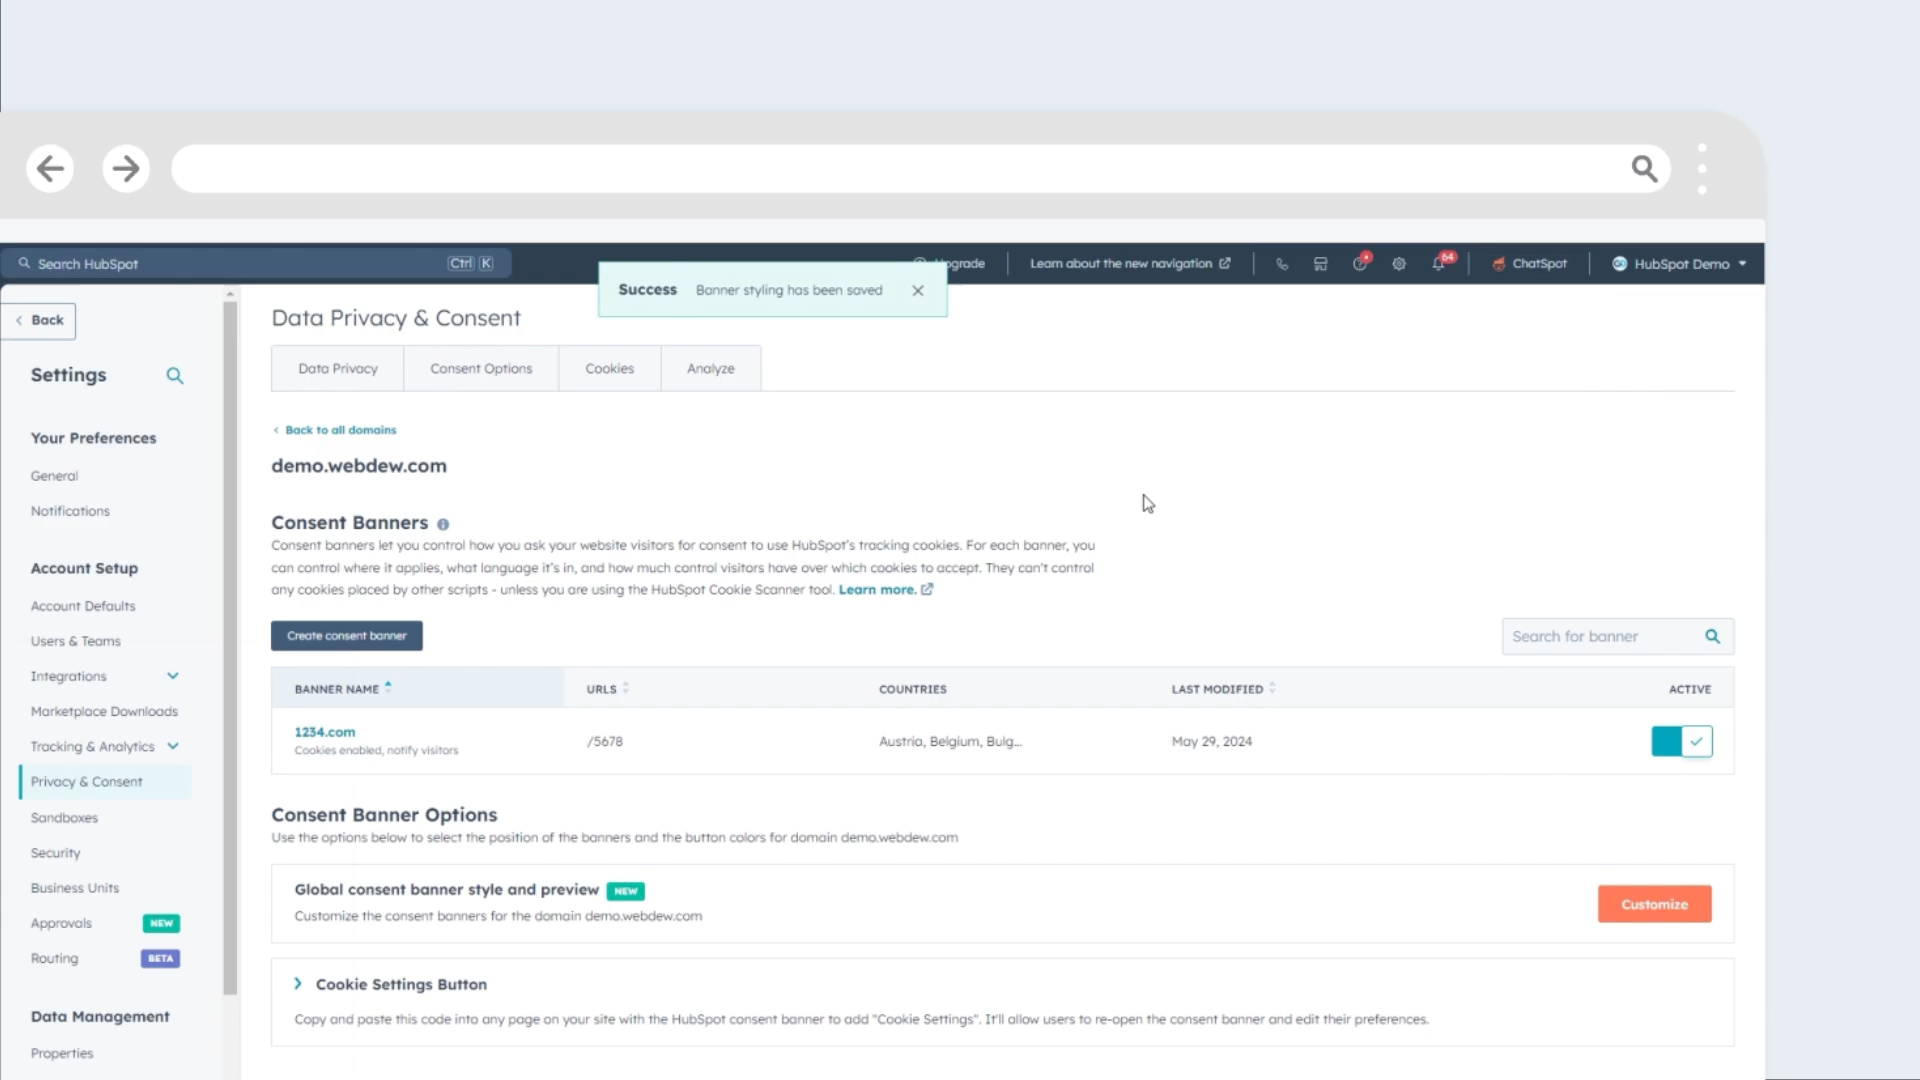 Search HubSpot Ctrl K
pgrade Learn about the new navigation 64 ChatSpot HubSpot Demo
Success Banner styling has been saved
Back
Settings
Your Preferences
General
Notifications
Account Setup
Account Defaults
Users & Teams
Integrations
Marketplace Downloads
Tracking & Analytics
Privacy & Consent
Sandboxes
Security
Business Units
Approvals NEW
Routing BETA
Data Management
Properties
Data Privacy & Consent
Data Privacy Consent Options Cookies Analyze
Back to all domains
demo.webdew.com
Consent Banners
Consent banners let you control how you ask your website visitors for consent to use HubSpot's tracking cookies. For each banner, you
can control where it applies, what language it's in, and how much control visitors have over which cookies to accept. They can't control
any cookies placed by other scripts - unless you are using the HubSpot Cookie Scanner tool. Learn more.
Create consent banner
Search for banner
BANNER NAME URLS COUNTRIES LAST MODIFIED ACTIVE
1234.com
Cookies enabled, notify visitors
/5678 Austria, Belgium, Bulg... May 29, 2024
Consent Banner Options
Use the options below to select the position of the banners and the button colors for domain demo.webdew.com
Global consent banner style and preview NEW
Customize the consent banners for the domain demo.webdew.com
Customize
Cookie Settings Button
Copy and paste this code into any page on your site with the HubSpot consent banner to add "Cookie Settings". It'll allow users to re-open the consent banner and edit their preferences.